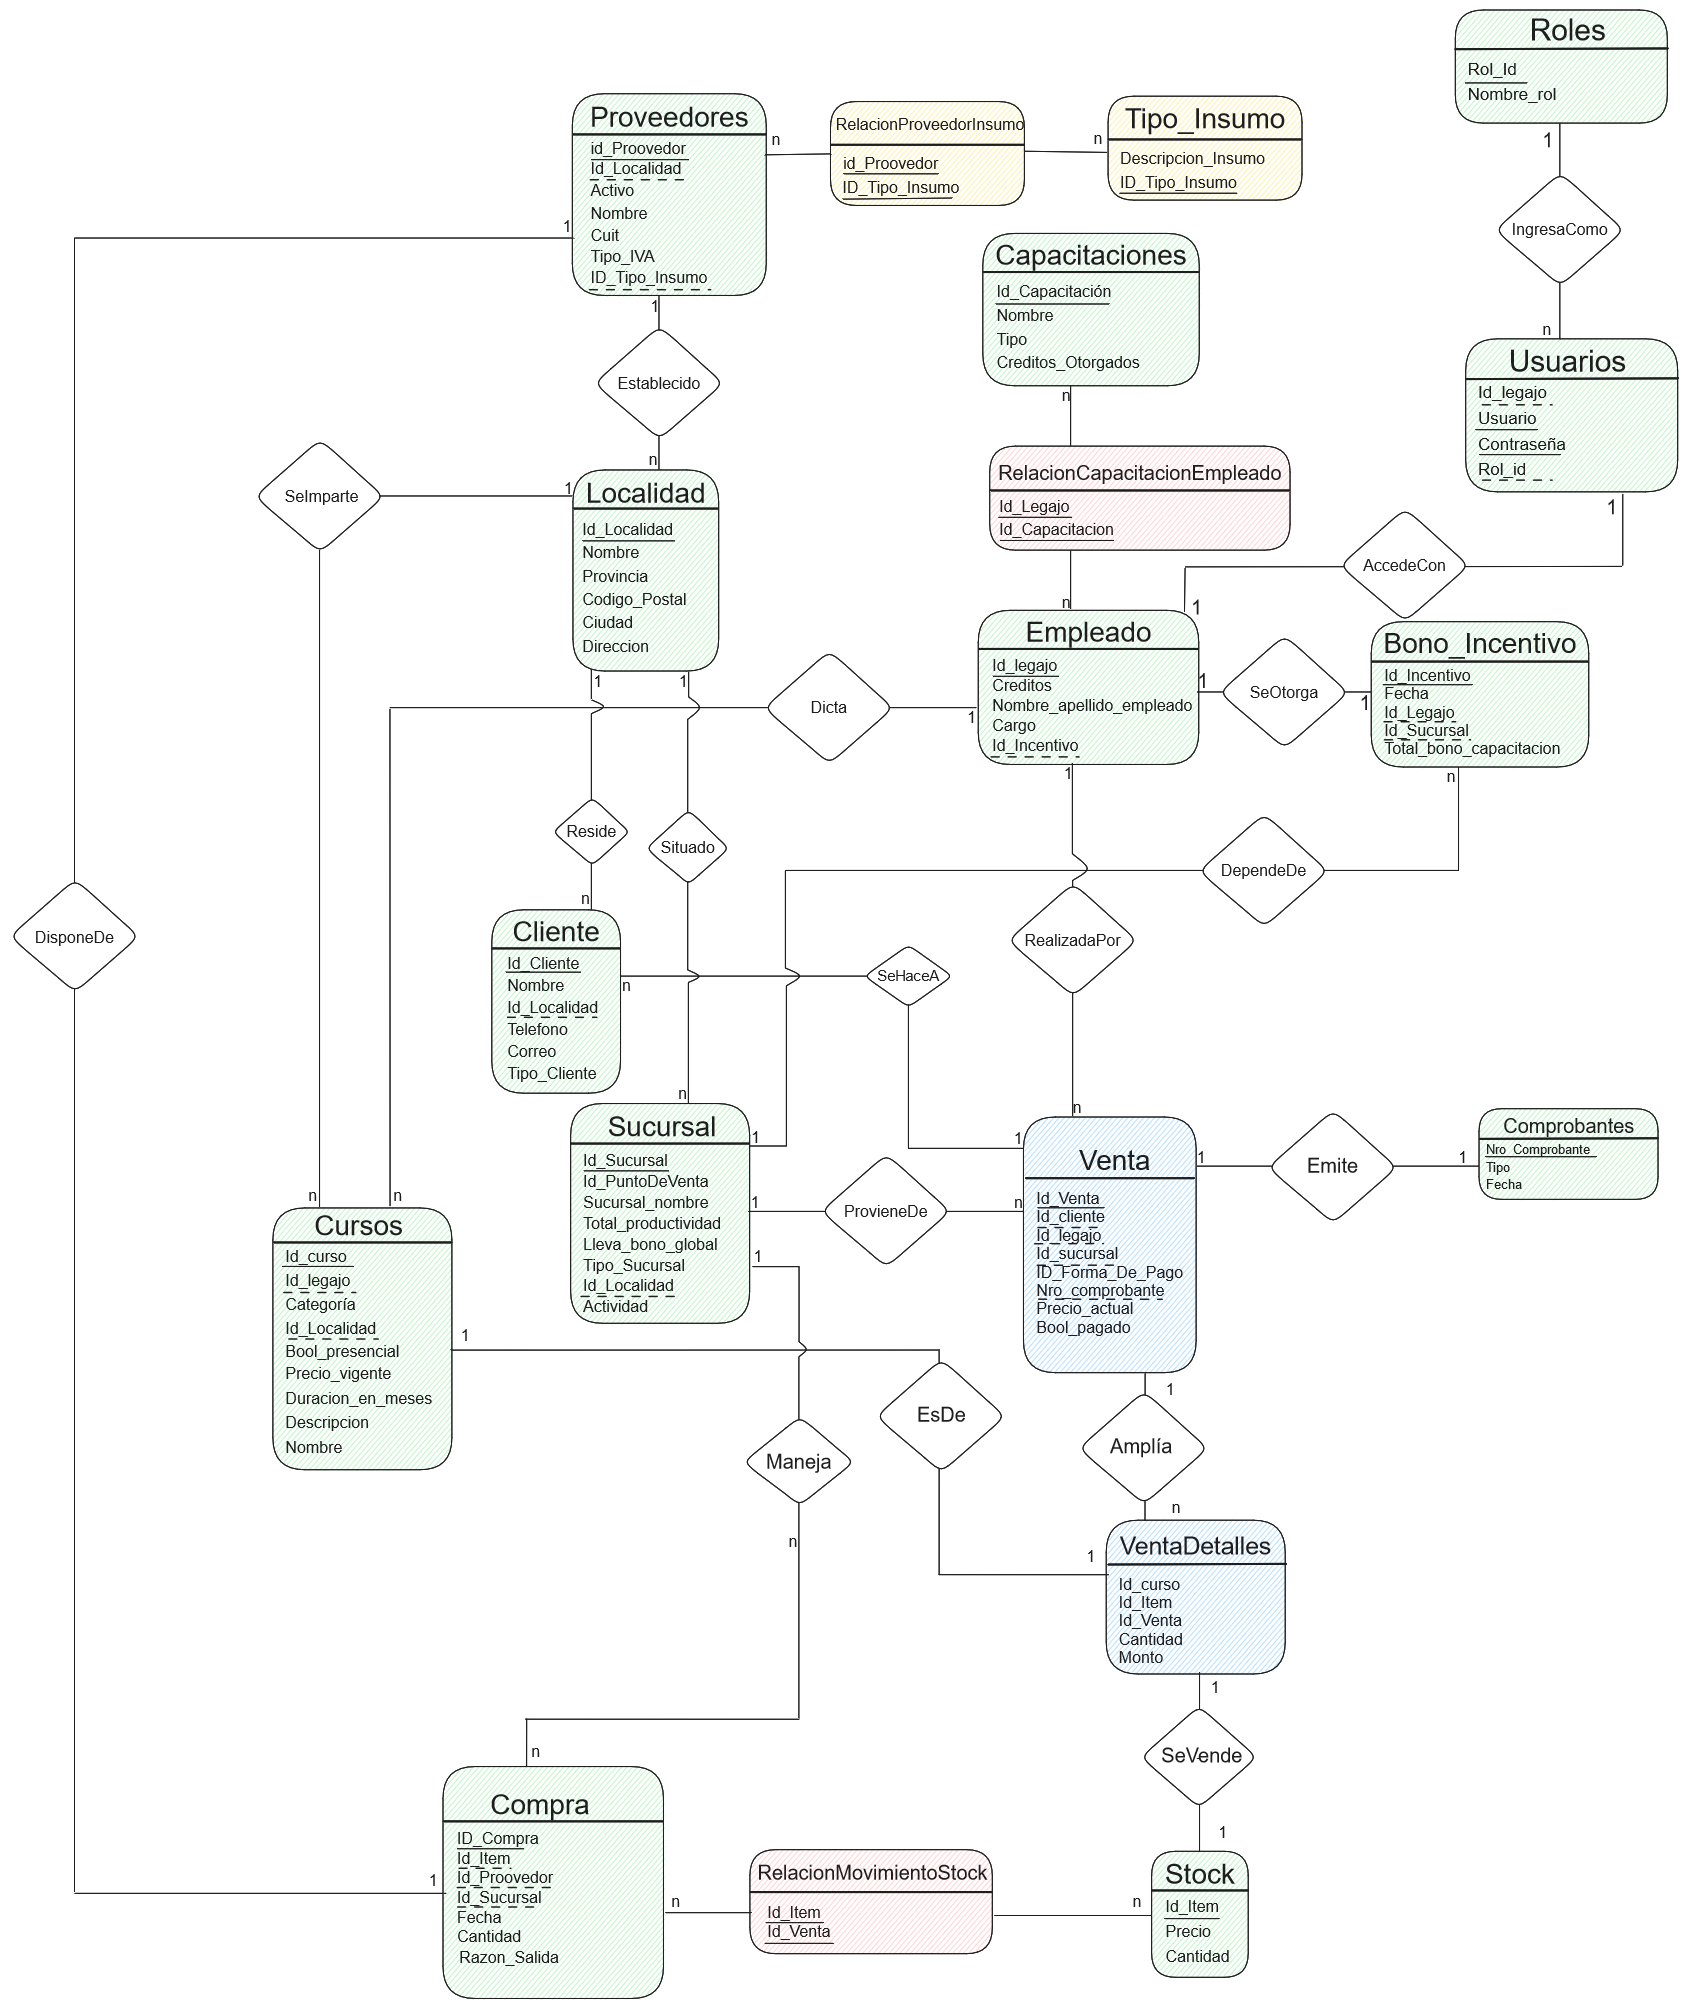 Roles
Rol_Id
Nombre_rol
1
IngresaComo
n
Usuarios
Id_legajo
Usuario
Contraseña
Rol_id
1
AccedeCon
1
Proveedores
id_Proovedor
Id_Localidad
Activo
Nombre
Cuit
Tipo_IVA
ID_Tipo_Insumo
n
RelacionProveedorInsumo
id_Proovedor
ID_Tipo_Insumo
n
Tipo_Insumo
Descripcion_Insumo
ID_Tipo_Insumo
1
1
Establecido
n
Capacitaciones
Id_Capacitación
Nombre
Tipo
Creditos_Otorgados
n
RelacionCapacitacionEmpleado
Id_Legajo
Id_Capacitacion
n
SeImparte
1
Localidad
Id_Localidad
Nombre
Provincia
Codigo_Postal
Ciudad
Direccion
1
1
Dicta
1
Empleado
Id_legajo
Creditos
Nombre_apellido_empleado
Cargo
Id_Incentivo
1
SeOtorga
1
Bono_Incentivo
Id_Incentivo
Fecha
Id_Legajo
Id_Sucursal
Total_bono_capacitacion
1
n
Reside
Situado
DependeDe
n
DisponeDe
Cliente
Id_Cliente
Nombre
Id_Localidad
Telefono
Correo
Tipo_Cliente
n
SeHaceA
RealizadaPor
n
n
1
1
Sucursal
Id_Sucursal
Id_PuntoDeVenta
Sucursal_nombre
Total_productividad
Lleva_bono_global
Tipo_Sucursal
Id_Localidad
Actividad
1
ProvieneDe
n
1
Venta
Id_Venta
Id_cliente
Id_legajo
Id_sucursal
ID_Forma_De_Pago
Nro_comprobante
Precio_actual
Bool_pagado
1
Emite
1
Comprobantes
Nro_Comprobante
Tipo
Fecha
n
n
Cursos
Id_curso
Id_legajo
Categoría
Id_Localidad
Bool_presencial
Precio_vigente
Duracion_en_meses
Descripcion
Nombre
1
EsDe
1
Amplía
n
Maneja
n
1
VentaDetalles
Id_curso
Id_Item
Id_Venta
Cantidad
Monto
1
SeVende
1
n
Compra
ID_Compra
Id_Item
Id_Proovedor
Id_Sucursal
Fecha
Cantidad
Razon_Salida
1
n
RelacionMovimientoStock
Id_Item
Id_Venta
n
Stock
Id_Item
Precio
Cantidad